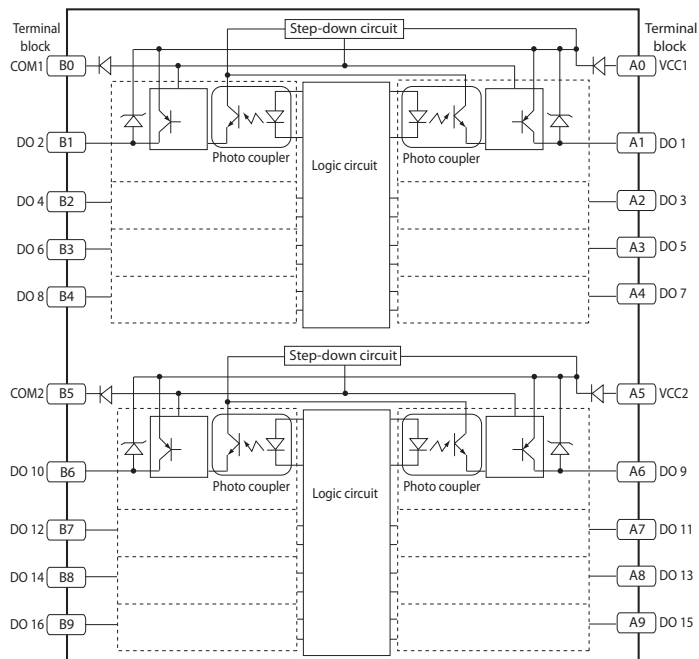 Step-down circuit
Terminal
block
Terminal
block
COM1 B0
A0 VCC1
DO 2 B1
A1 DO 1
Photo coupler
Photo coupler
Logic circuit
DO 4 B2
A2 DO 3
DO 6 B3
A3 DO 5
DO 8 B4
A4 DO 7
Step-down circuit
COM2 B5
A5 VCC2
DO 10 B6
A6 DO 9
Photo coupler
Photo coupler
Logic circuit
DO 12 B7
A7 DO 11
DO 14 B8
A8 DO 13
DO 16 B9
A9 DO 15